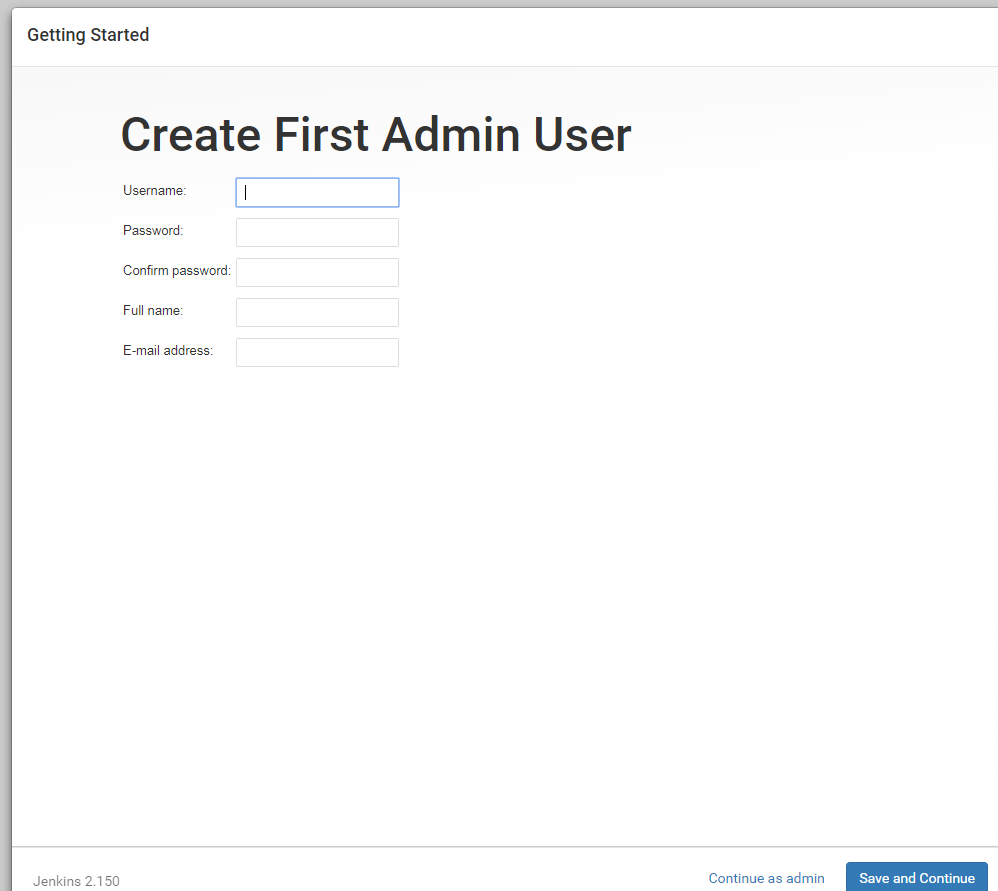 Getting Started
Create First Admin User
Username:
Password:
Confirm password:
Full name:
E-mail address:
Jenkins 2.150
Continue as admin
Save and Continue